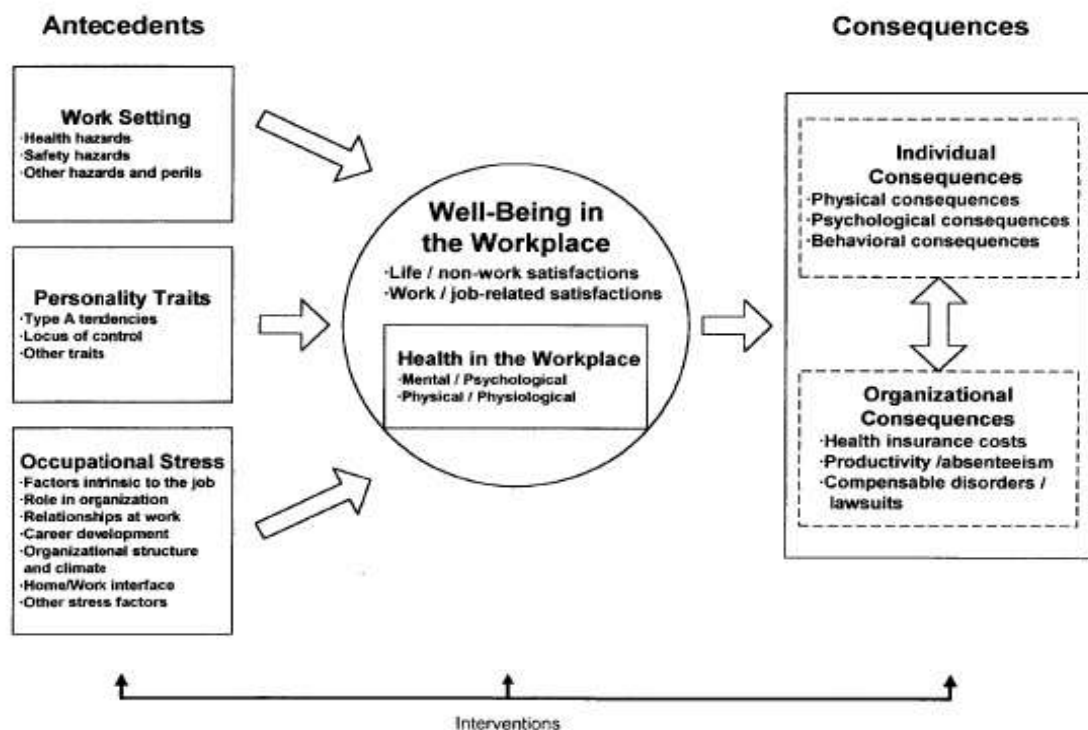 Antecedents
Work Setting
·Health hazards
·Safety hazards
·Other hazards and perils
Personality Traits
·Type A tendencies
·Locus of control
·Other traits
Occupational Stress
·Factors intrinsic to the job
·Role in organization
·Relationships at work
·Career development
·Organizational structure
and climate
·Home/Work interface
·Other stress factors
Well-Being in
the Workplace
·Life / non-work satisfactions
·Work / job-related satisfactions
Health in the Workplace
·Mental / Psychological
·Physical / Physiological
Consequences
Individual
Consequences
·Physical consequences
·Psychological consequences
·Behavioral consequences
Organizational
Consequences
·Health insurance costs
·Productivity /absenteeism
·Compensable disorders /
lawsuits
Interventions